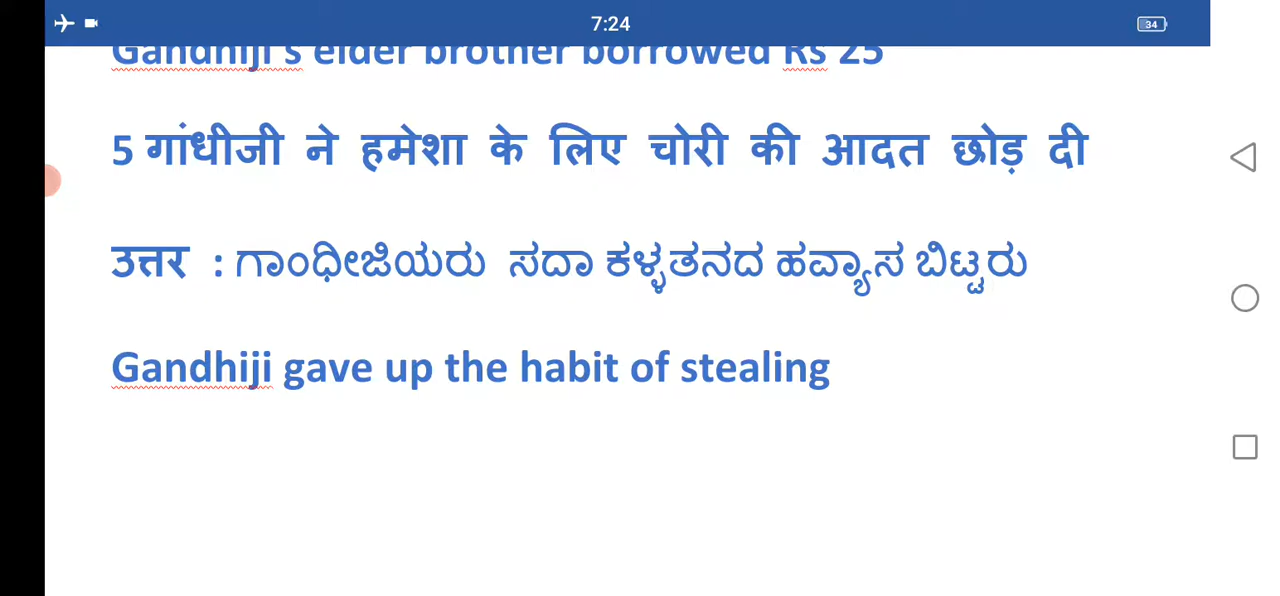 7:24
34
Gandhiji's elder brother borrowed Rs 25
5 गांधीजी ने हमेशा के लिए चोरी की आदत छोड़ दी
उत्तर : ಗಾಂಧೀಜಿಯರು ಸದಾ ಕಳ್ಳತನದ ಹವ್ಯಾಸ ಬಿಟ್ಟರು
Gandhiji gave up the habit of stealing